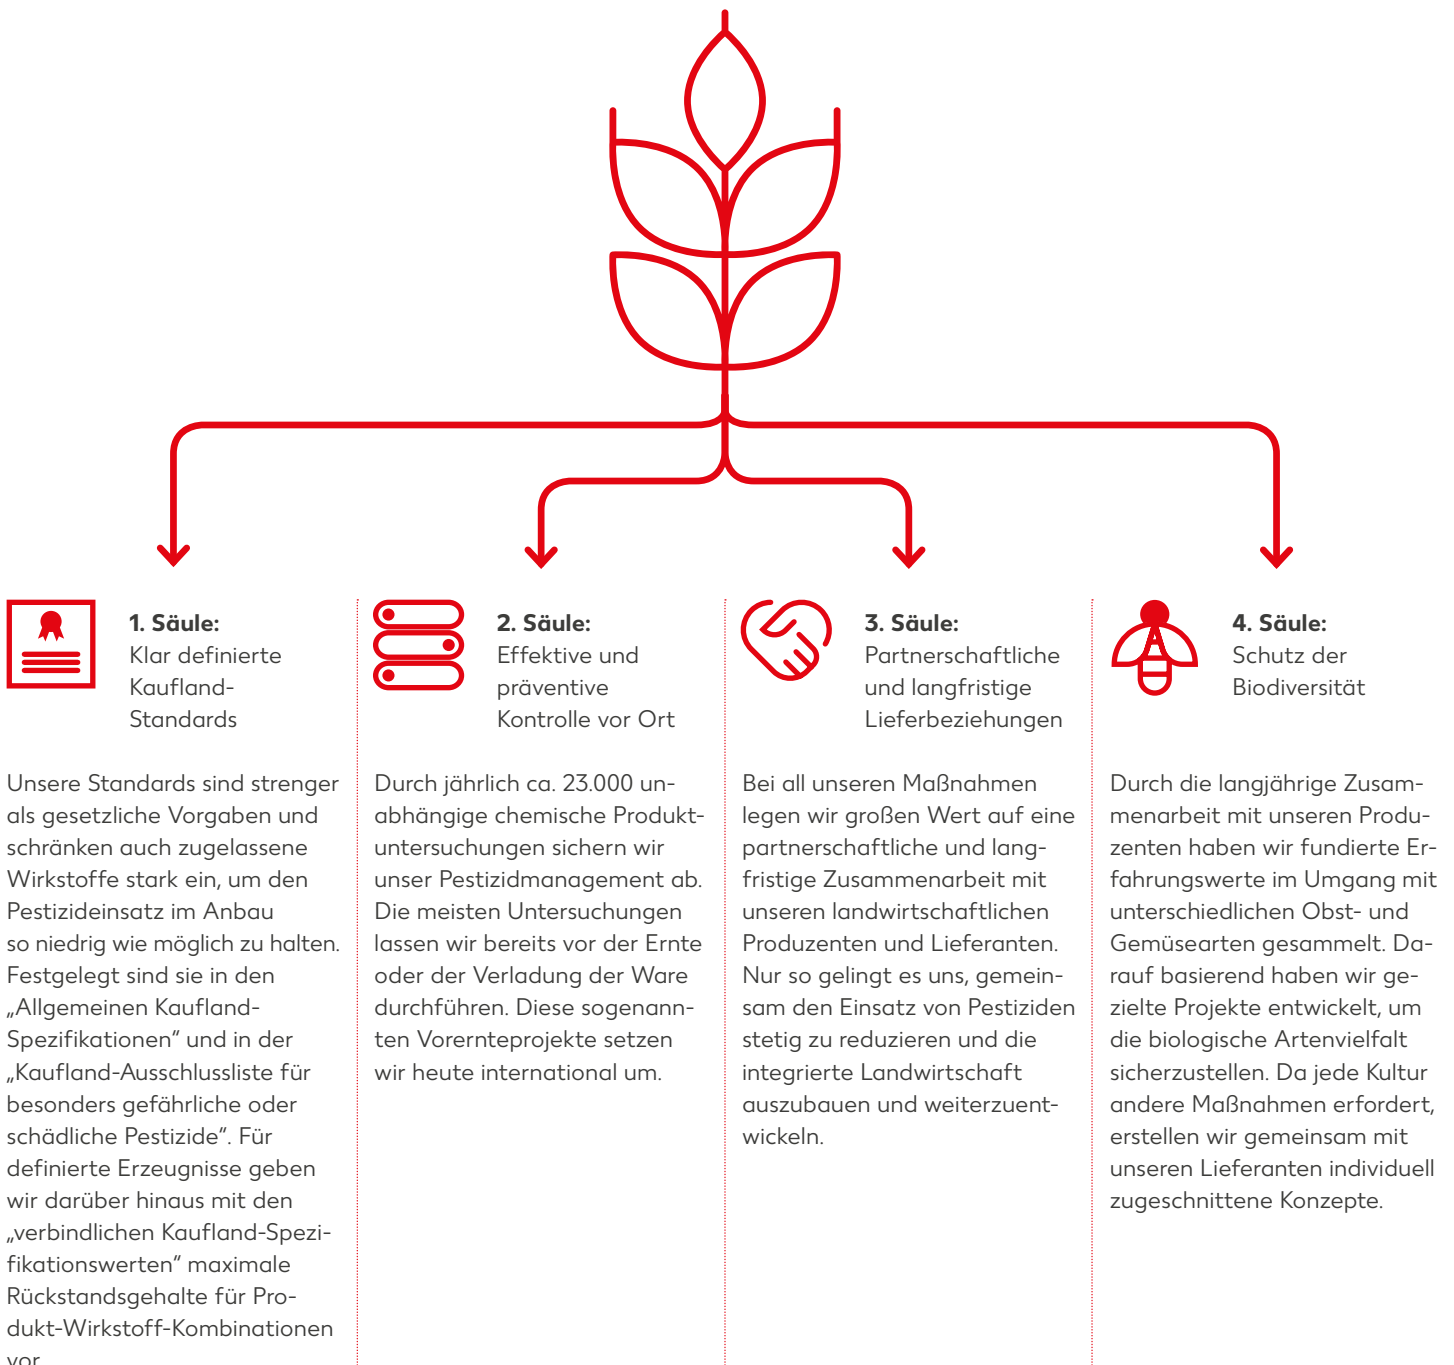 1. Säule:
Klar definierte
Kaufland-
Standards
Unsere Standards sind strenger
als gesetzliche Vorgaben und
schränken auch zugelassene
Wirkstoffe stark ein, um den
Pestizideinsatz im Anbau
so niedrig wie möglich zu halten.
Festgelegt sind sie in den
„Allgemeinen Kaufland-
Spezifikationen“ und in der
„Kaufland-Ausschlussliste für
besonders gefährliche oder
schädliche Pestizide“. Für
definierte Erzeugnisse geben
wir darüber hinaus mit den
„verbindlichen Kaufland-Spezi-
fikationswerten“ maximale
Rückstandsgehalte für Pro-
dukt-Wirkstoff-Kombinationen
vor.
2. Säule:
Effektive und
präventive
Kontrolle vor Ort
Durch jährlich ca. 23.000 un-
abhängige chemische Produkt-
untersuchungen sichern wir
unser Pestizidmanagement ab.
Die meisten Untersuchungen
lassen wir bereits vor der Ernte
oder der Verladung der Ware
durchführen. Diese sogenann-
ten Vorernteprojekte setzen
wir heute international um.
3. Säule:
Partnerschaftliche
und langfristige
Lieferbeziehungen
Bei all unseren Maßnahmen
legen wir großen Wert auf eine
partnerschaftliche und lang-
fristige Zusammenarbeit mit
unseren landwirtschaftlichen
Produzenten und Lieferanten.
Nur so gelingt es uns, gemein-
sam den Einsatz von Pestiziden
stetig zu reduzieren und die
integrierte Landwirtschaft
auszubauen und weiterzuent-
wickeln.
4. Säule:
Schutz der
Biodiversität
Durch die langjährige Zusam-
menarbeit mit unseren Produ-
zenten haben wir fundierte Er-
fahrungswerte im Umgang mit
unterschiedlichen Obst- und
Gemüsearten gesammelt. Da-
rauf basierend haben wir ge-
zielte Projekte entwickelt, um
die biologische Artenvielfalt
sicherzustellen. Da jede Kultur
andere Maßnahmen erfordert,
erstellen wir gemeinsam mit
unseren Lieferanten individuell
zugeschnittene Konzepte.